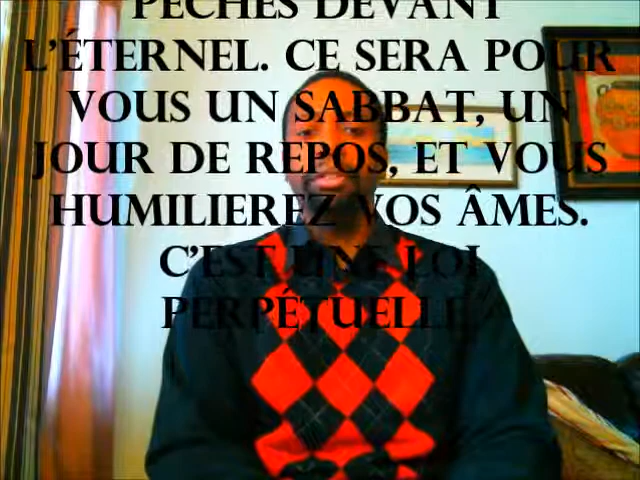 PÉCHÉS DEVANT
L'ÉTERNEL. CE SERA POUR
VOUS UN SABBAT, UN
JOUR DE REPOS, ET VOUS
HUMILIEREZ VOS ÂMES.
C'EST UNE LOI
PERPÉTUELLE.